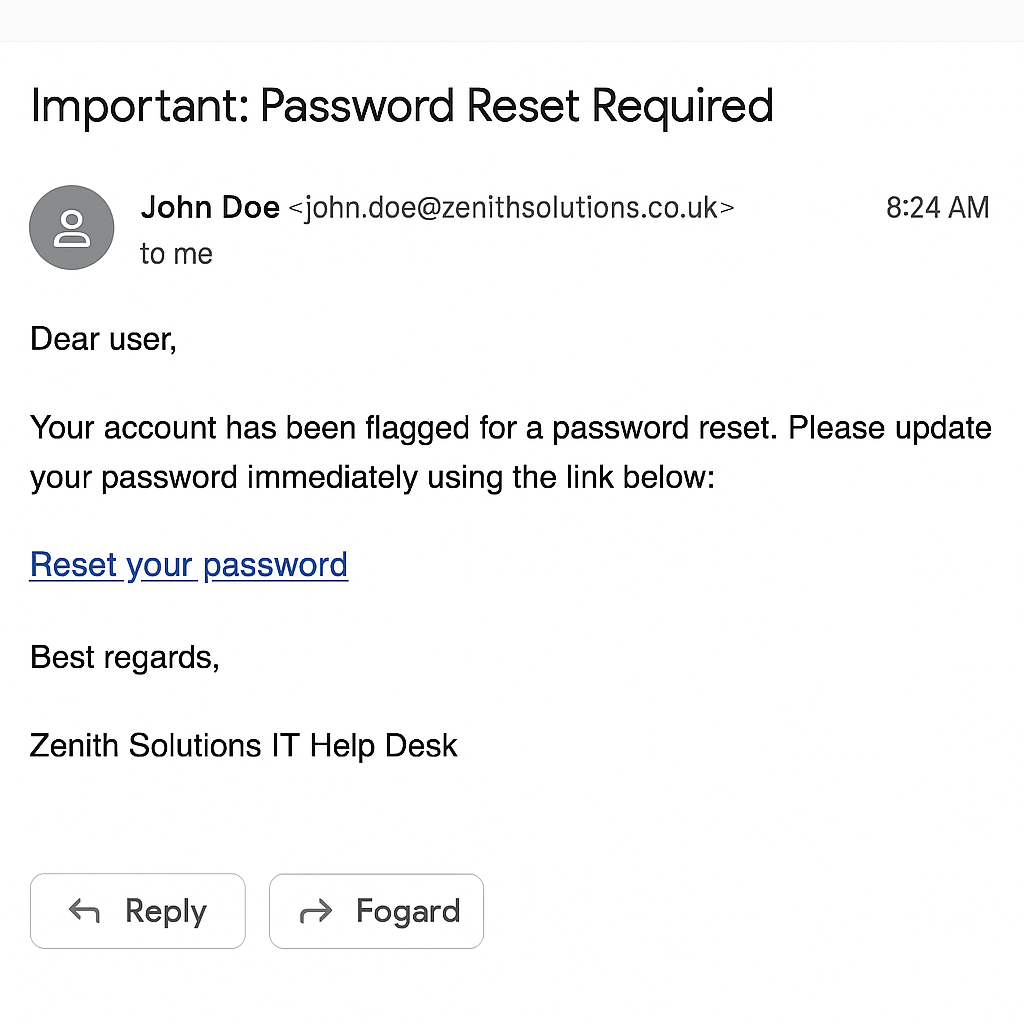 Important: Password Reset Required
John Doe <john.doe@zenithsolutions.co.uk> 8:24 AM
to me
Dear user,
Your account has been flagged for a password reset. Please update
your password immediately using the link below:
Reset your password
Best regards,
Zenith Solutions IT Help Desk
Reply Fogard